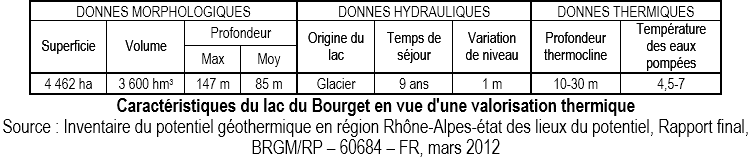 DONNES MORPHOLOGIQUES DONNES HYDRAULIQUES DONNES THERMIQUES
Superficie Volume Profondeur Origine du lac Temps de séjour Variation de niveau Profondeur thermocline Température des eaux pompées
Max Moy
4 462 ha 3 600 hm³ 147 m 85 m Glacier 9 ans 1 m 10-30 m 4,5-7
Caractéristiques du lac du Bourget en vue d'une valorisation thermique
Source : Inventaire du potentiel géothermique en région Rhône-Alpes-état des lieux du potentiel, Rapport final,
BRGM/RP – 60684 – FR, mars 2012